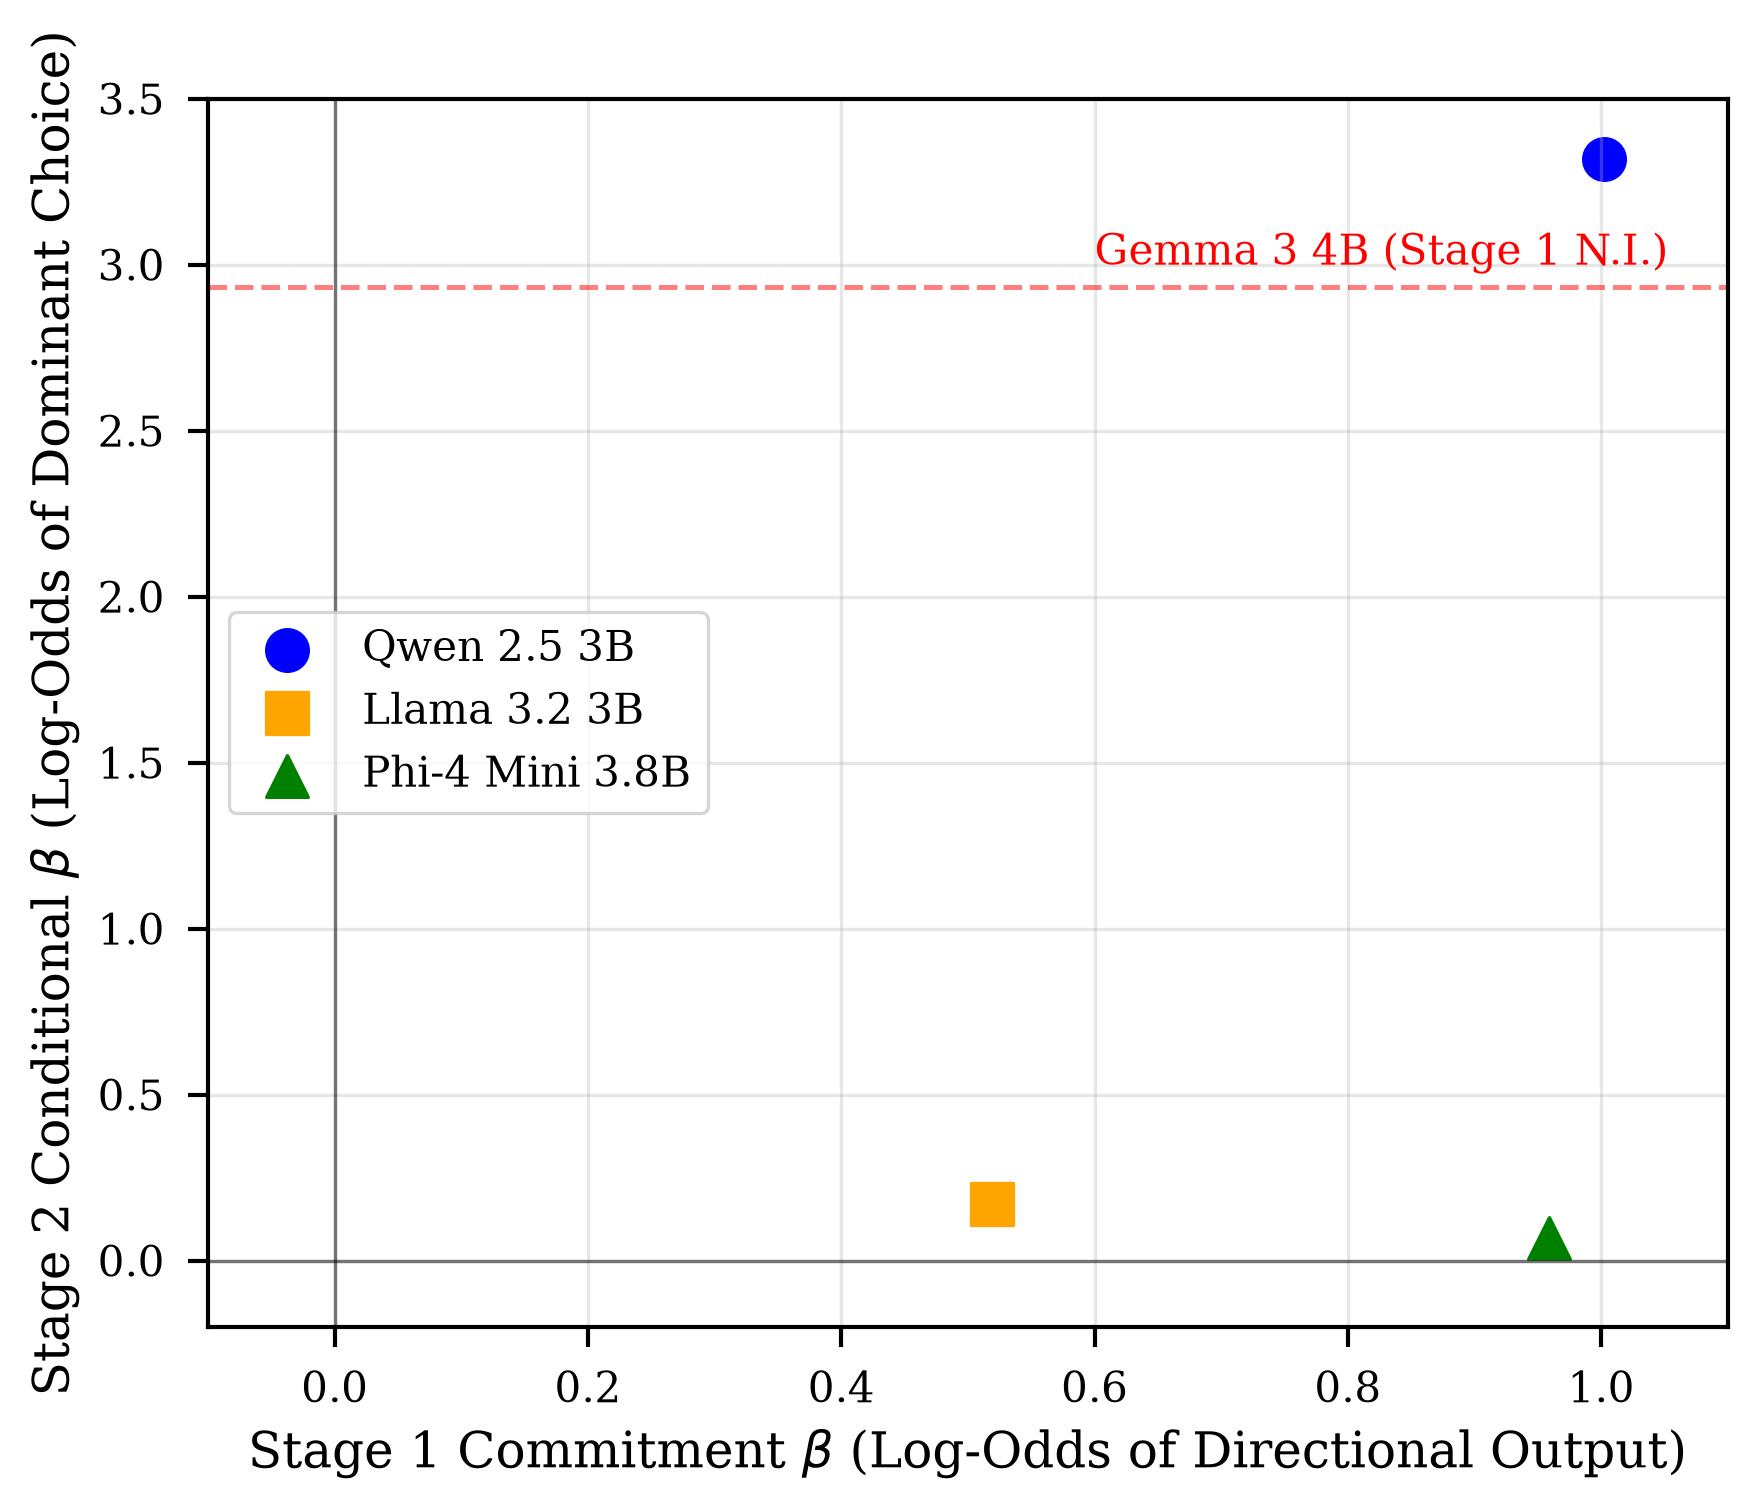 Stage 2 Conditional β (Log-Odds of Dominant Choice)
3.5
3.0
2.5
2.0
1.5
1.0
0.5
0.0
Gemma 3 4B (Stage 1 N.I.)
Qwen 2.5 3B
Llama 3.2 3B
Phi-4 Mini 3.8B
0.0 0.2 0.4 0.6 0.8 1.0
Stage 1 Commitment β (Log-Odds of Directional Output)